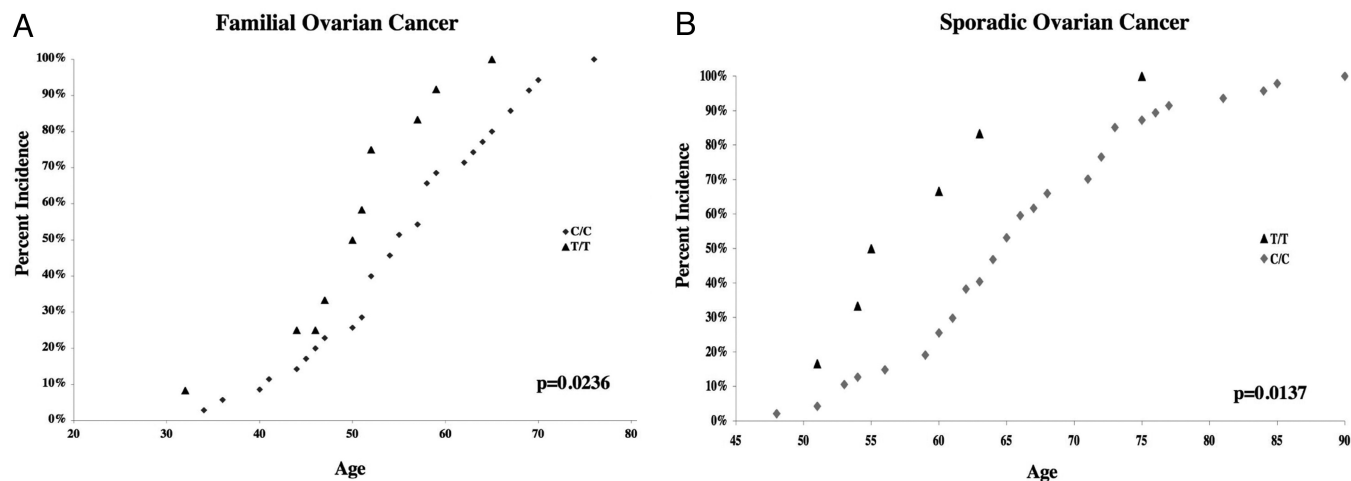 A
Familial Ovarian Cancer
100%
90%
80%
70%
60%
50%
40%
30%
20%
10%
0%
Percent Incidence
20 30 40 50 60 70 80
Age
C/C
T/T
p=0.0236
B
Sporadic Ovarian Cancer
100%
90%
80%
70%
60%
50%
40%
30%
20%
10%
0%
Percent Incidence
45 50 55 60 65 70 75 80 85 90
Age
T/T
C/C
p=0.0137